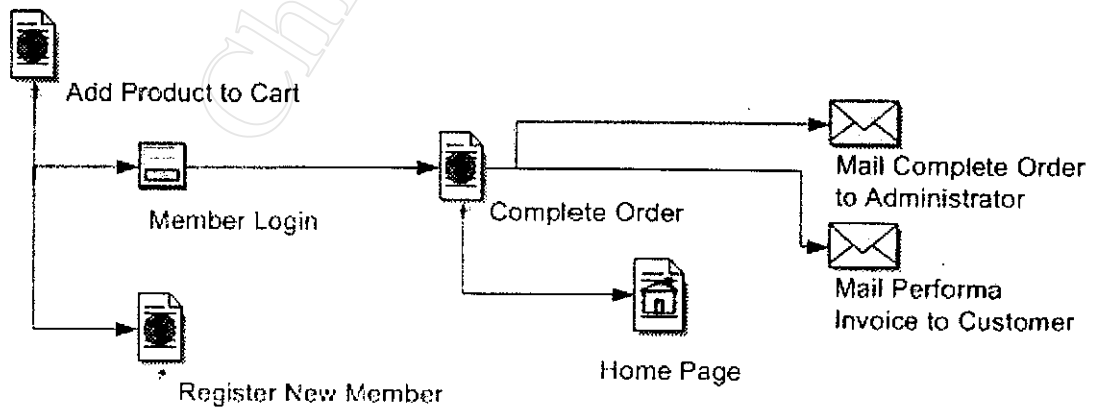 Add Product to Cart
Member Login
Complete Order
Mail Complete Order
to Administrator
Mail Performa
Invoice to Customer
Home Page
Register New Member